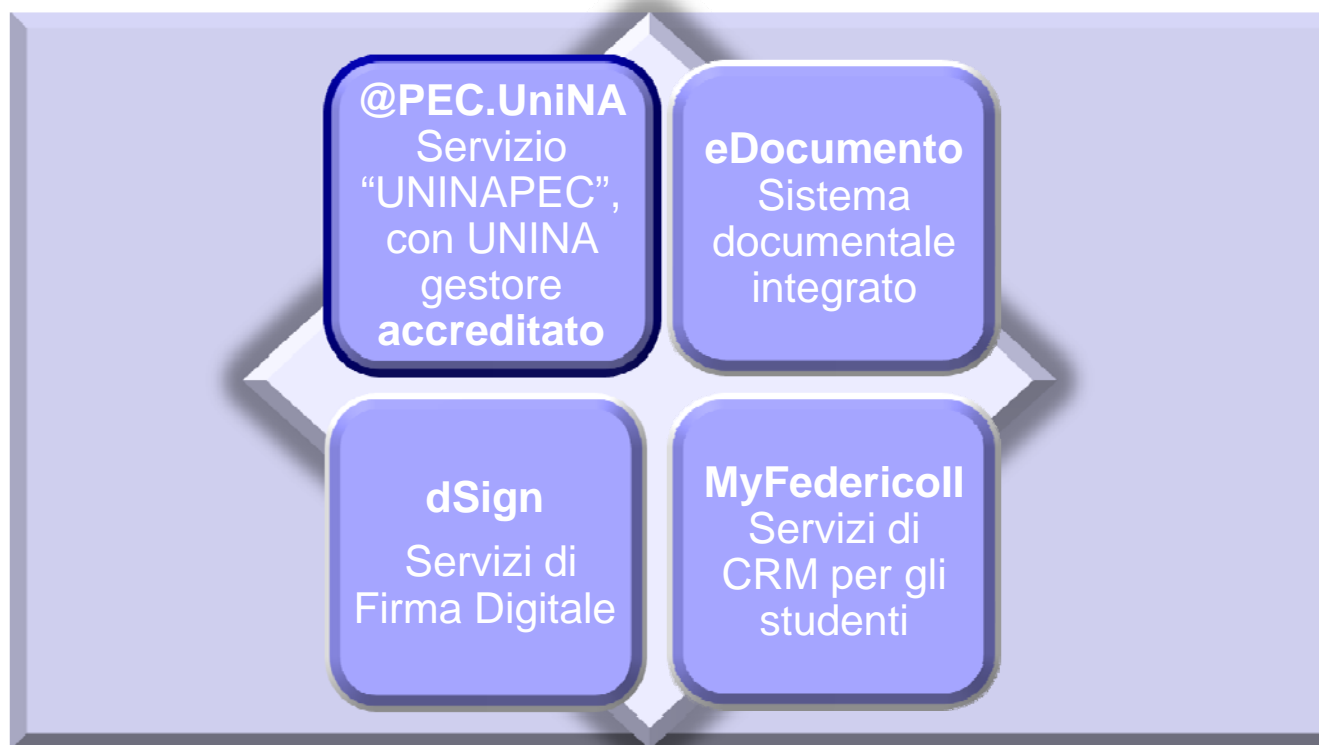 @PEC.UniNA
Servizio
“UNINAPEC”,
con UNINA
gestore
accreditato
eDocumento
Sistema
documentale
integrato
dSign
Servizi di
Firma Digitale
MyFedericoII
Servizi di
CRM per gli
studenti